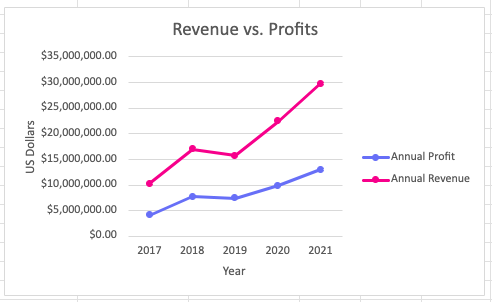 Revenue vs. Profits
$35,000,000.00
$30,000,000.00
$25,000,000.00
$20,000,000.00
$15,000,000.00
$10,000,000.00
$5,000,000.00
$0.00
US Dollars
2017 2018 2019 2020 2021
Year
Annual Profit
Annual Revenue